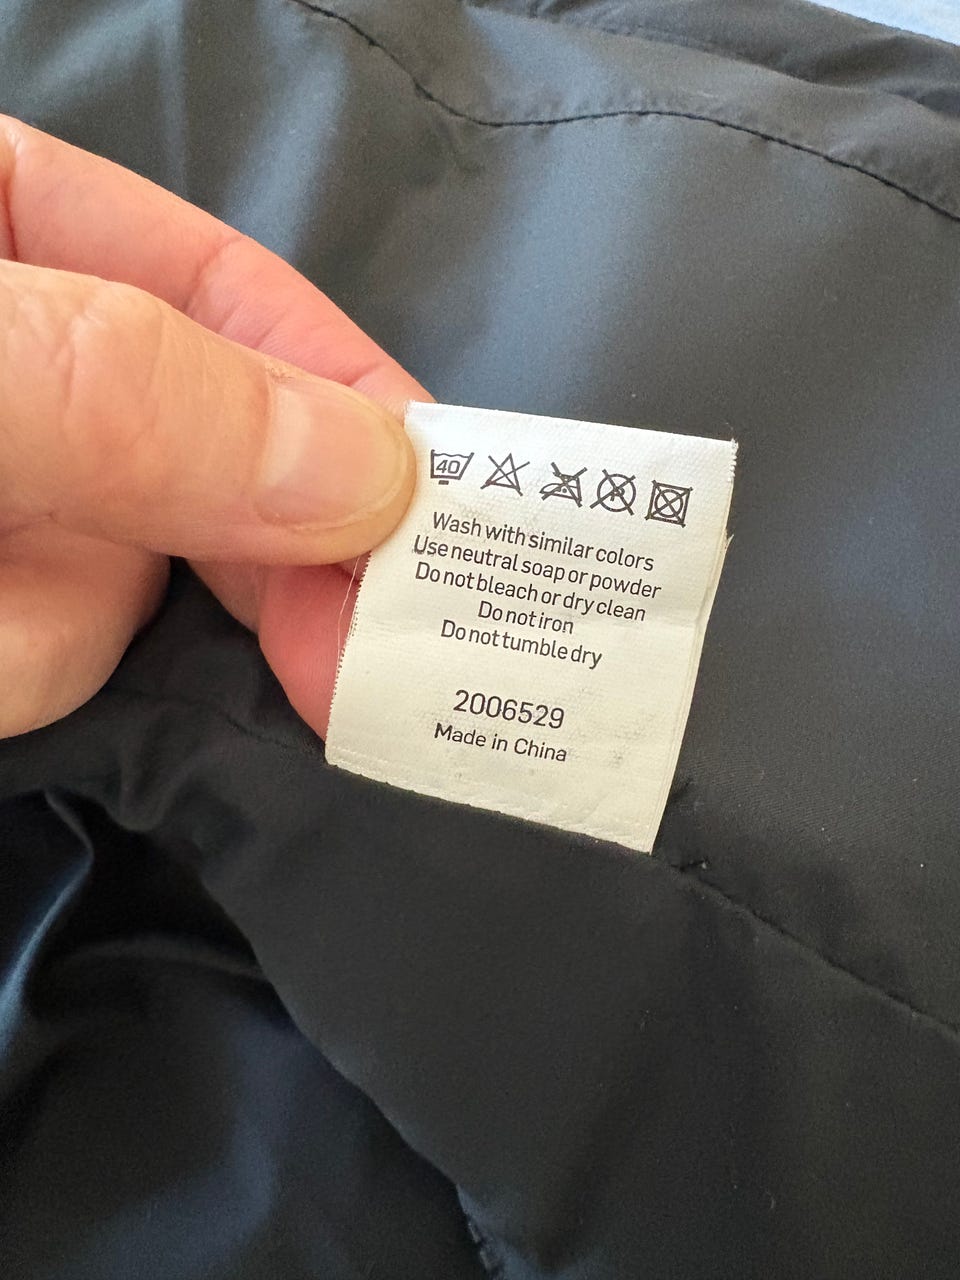 40
Wash with similar colors
Use neutral soap or powder
Do not bleach or dry clean
Do not iron
Do not tumble dry
2006529
Made in China